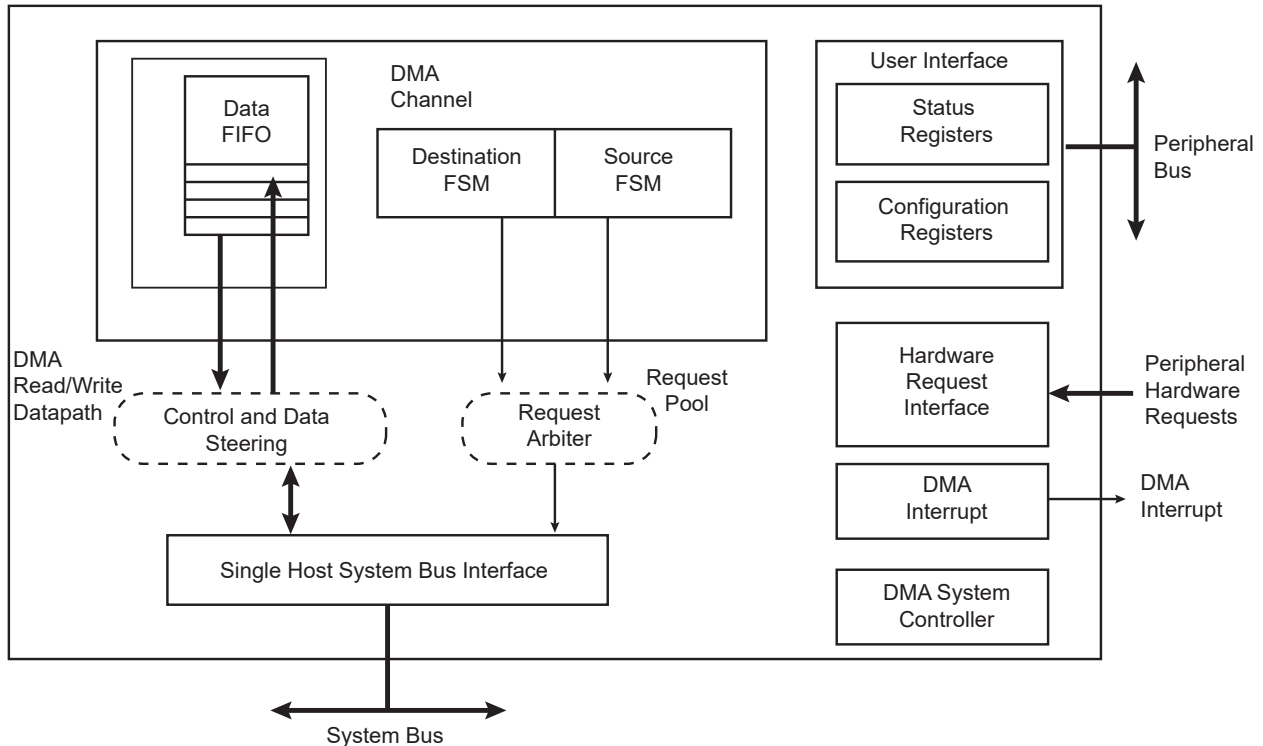 Data
FIFO
DMA
Channel
Destination
FSM
Source
FSM
User Interface
Status
Registers
Configuration
Registers
Peripheral
Bus
DMA
Read/Write
Datapath
Control and Data
Steering
Request
Arbiter
Request
Pool
Hardware
Request
Interface
Peripheral
Hardware
Requests
DMA
Interrupt
DMA
Interrupt
Single Host System Bus Interface
DMA System
Controller
System Bus